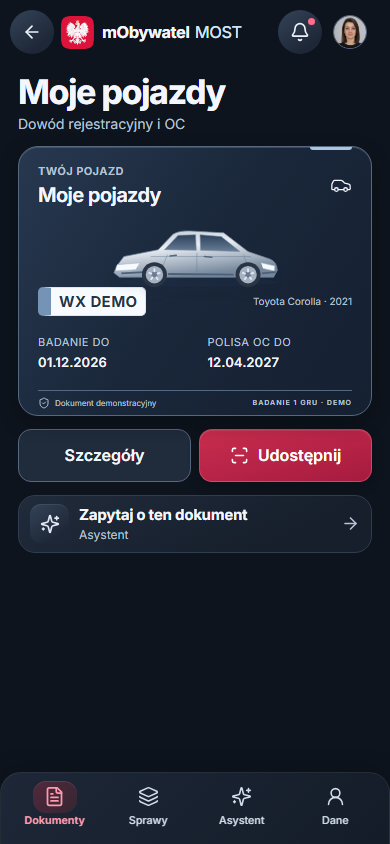 mObywatel MOST
Moje pojazdy
Dowód rejestracyjny i OC
TWÓJ POJAZD
Moje pojazdy
WX DEMO
Toyota Corolla · 2021
BADANIE DO
POLISA OC DO
01.12.2026
12.04.2027
Dokument demonstracyjny
BADANIE 1 GRU · DEMO
Szczegóły
Udostępnij
Zapytaj o ten dokument
Asystent
Dokumenty
Sprawy
Asystent
Dane